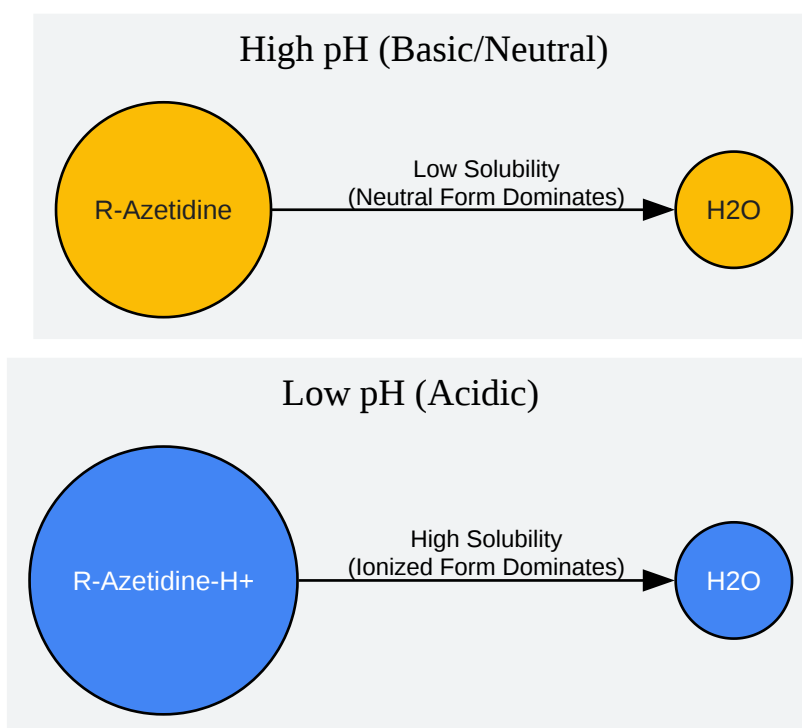 High pH (Basic/Neutral)
R-Azetidine
Low Solubility
(Neutral Form Dominates)
H2O
Low pH (Acidic)
R-Azetidine-H+
High Solubility
(Ionized Form Dominates)
H2O